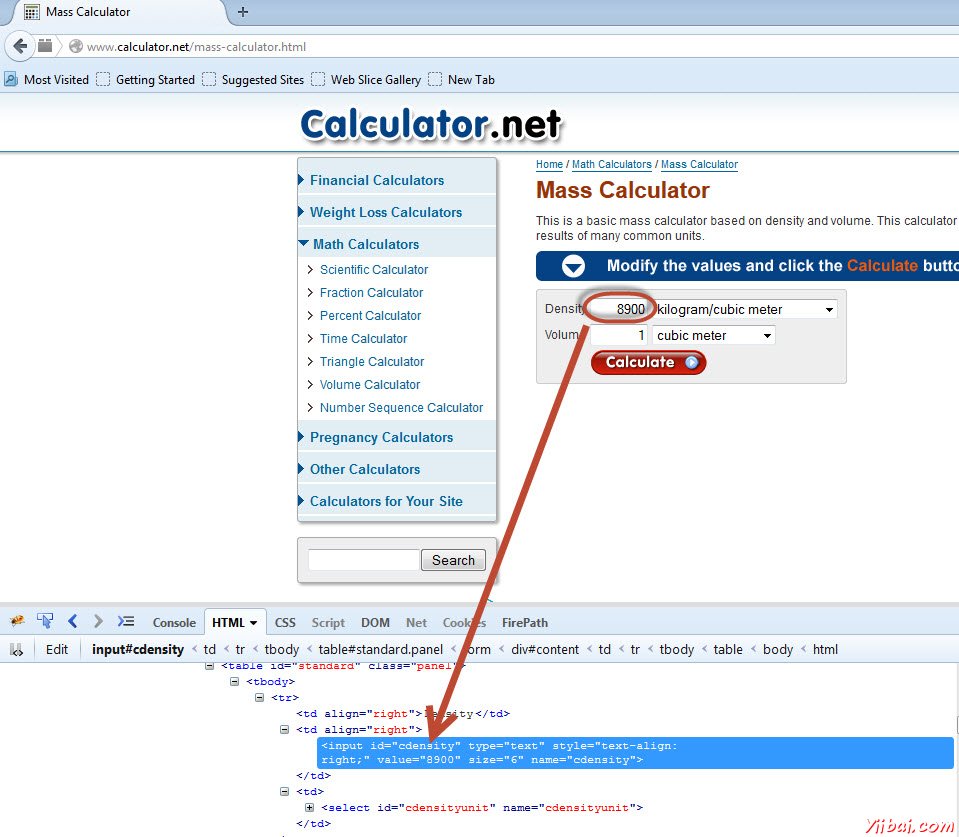 Mass Calculator
+
www.calculator.net/mass-calculator.html
Most Visited Getting Started Suggested Sites Web Slice Gallery New Tab
Calculator.net
Financial Calculators
Weight Loss Calculators
Math Calculators
Scientific Calculator
Fraction Calculator
Percent Calculator
Time Calculator
Triangle Calculator
Volume Calculator
Number Sequence Calculator
Pregnancy Calculators
Other Calculators
Calculators for Your Site
Search
Home / Math Calculators / Mass Calculator
Mass Calculator
This is a basic mass calculator based on density and volume. This calculator
results of many common units.
Modify the values and click the Calculate butto
Density 8900 kilogram/cubic meter
Volum 1 cubic meter
Calculate
Console HTML CSS Script DOM Net Cookies FirePath
Edit input#cdensity < td < tr < tbody < table#standard.panel < form < div#content < td < tr < tbody < table < body < html
<table id="standard" class="panel">
<tbody>
<tr>
<td align="right">Density</td>
<td align="right">
<input id="cdensity" type="text" style="text-align:
right;" value="8900" size="6" name="cdensity">
</td>
<td>
<select id="cdensityunit" name="cdensityunit">
</td>
Yiibai.com